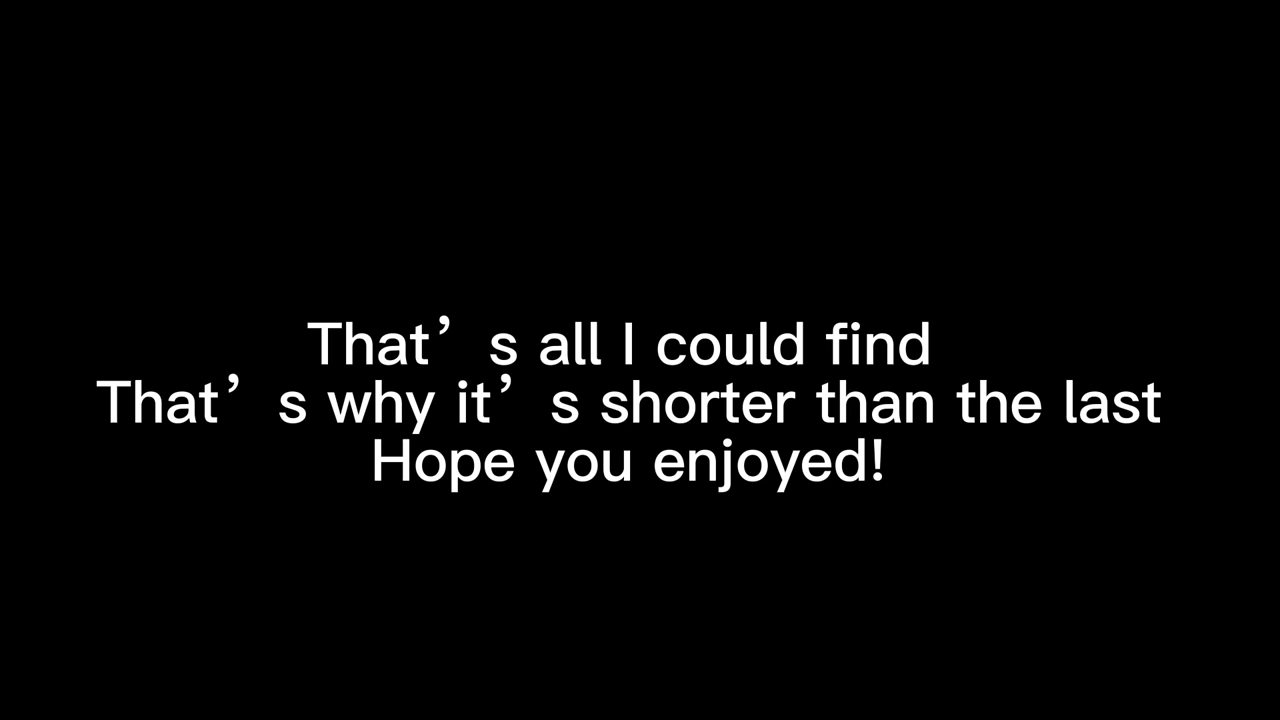 That’s all I could find
That’s why it’s shorter than the last
Hope you enjoyed!